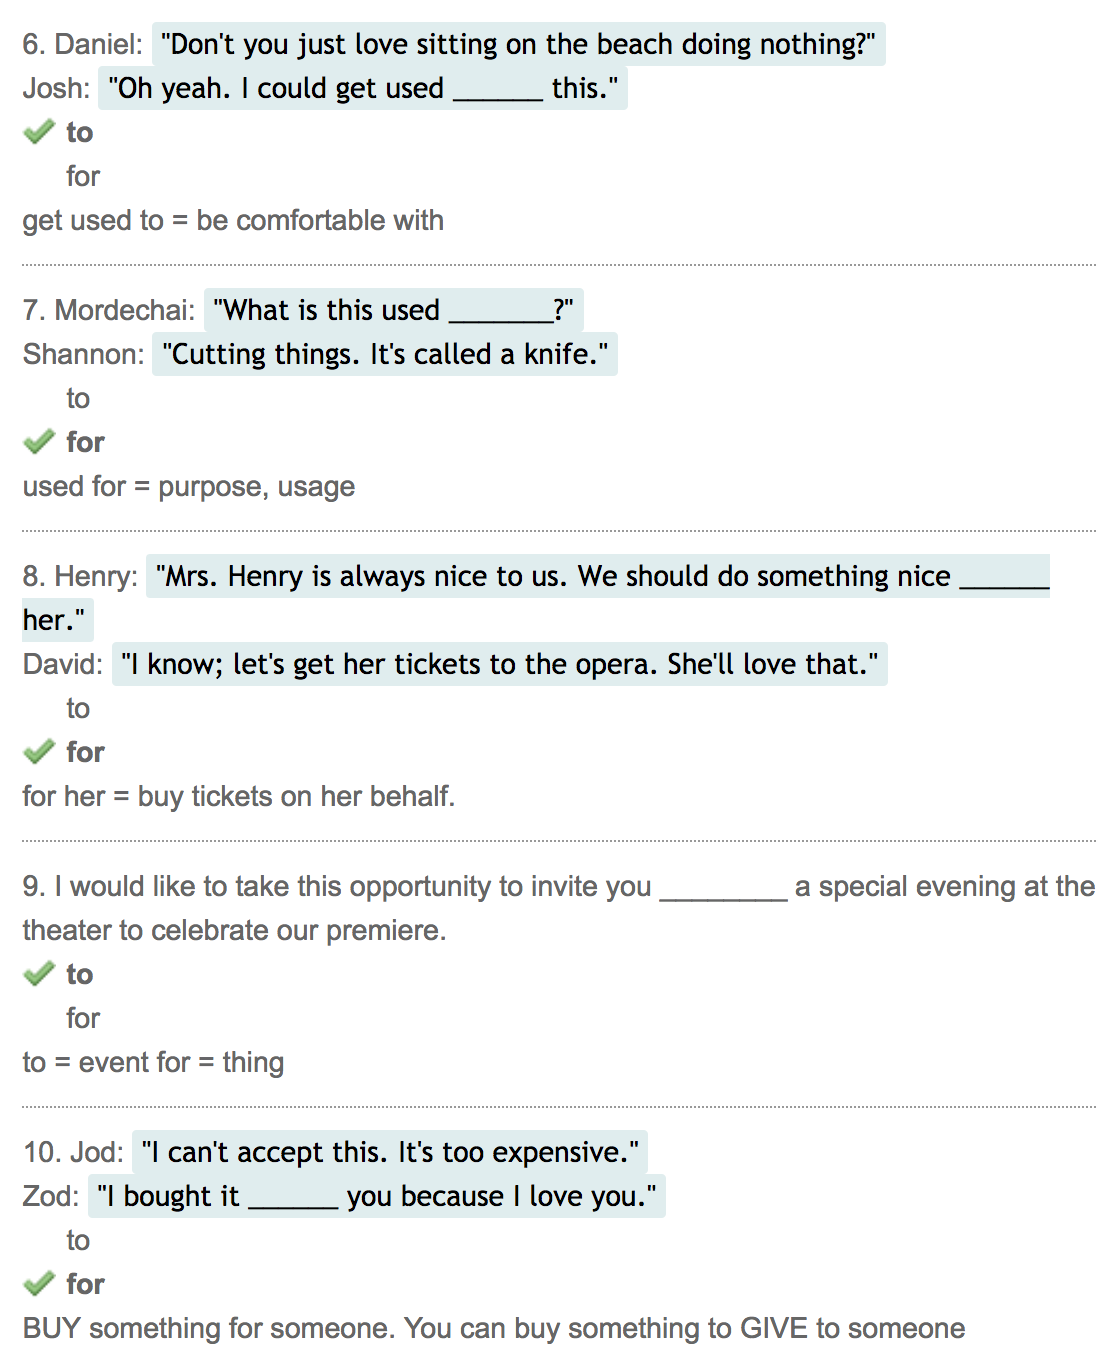 6. Daniel: "Don't you just love sitting on the beach doing nothing?"
Josh: "Oh yeah. I could get used ______ this."
to
for
get used to = be comfortable with
7. Mordechai: "What is this used _______?"
Shannon: "Cutting things. It's called a knife."
to
for
used for = purpose, usage
8. Henry: "Mrs. Henry is always nice to us. We should do something nice ______
her."
David: "I know; let's get her tickets to the opera. She'll love that."
to
for
for her = buy tickets on her behalf.
9. I would like to take this opportunity to invite you ________ a special evening at the
theater to celebrate our premiere.
to
for
to = event for = thing
10. Jod: "I can't accept this. It's too expensive."
Zod: "I bought it ______ you because I love you."
to
for
BUY something for someone. You can buy something to GIVE to someone